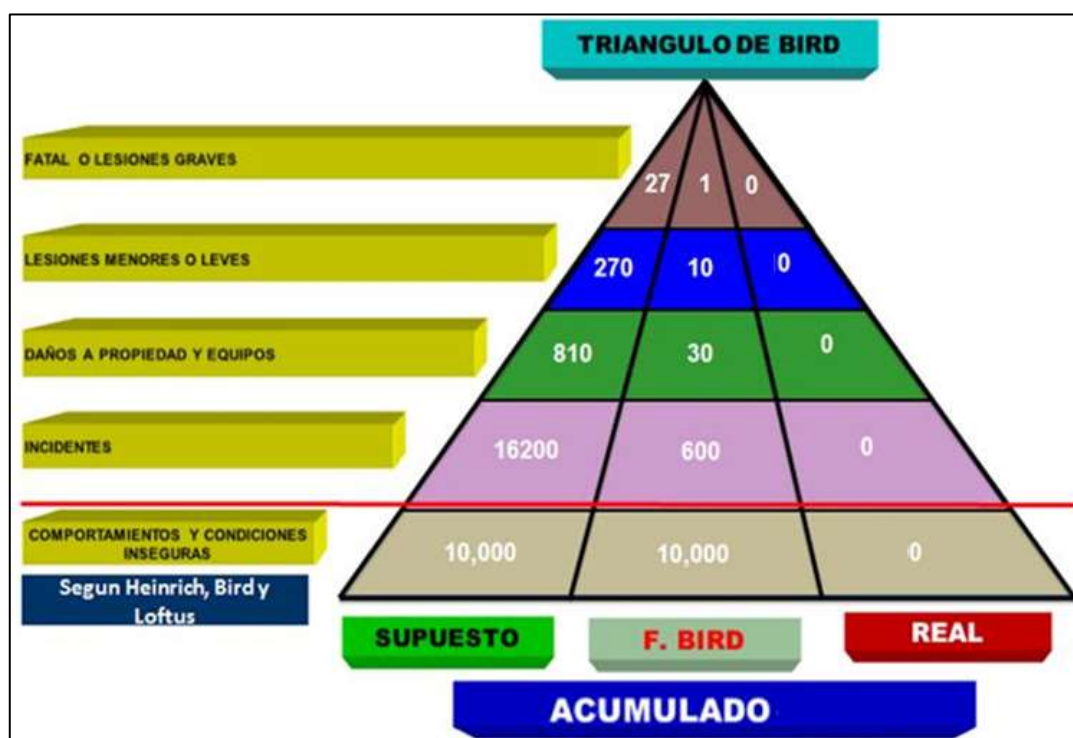 TRIANGULO DE BIRD
FATAL O LESIONES GRAVES
27 1 0
LESIONES MENORES O LEVES
270 10 0
DAÑOS A PROPIEDAD Y EQUIPOS
810 30 0
INCIDENTES
16200 600 0
COMPORTAMIENTOS Y CONDICIONES
INSEGURAS
10,000 10,000 0
Segun Heinrich, Bird y
Loftus
SUPUESTO
F. BIRD
REAL
ACUMULADO